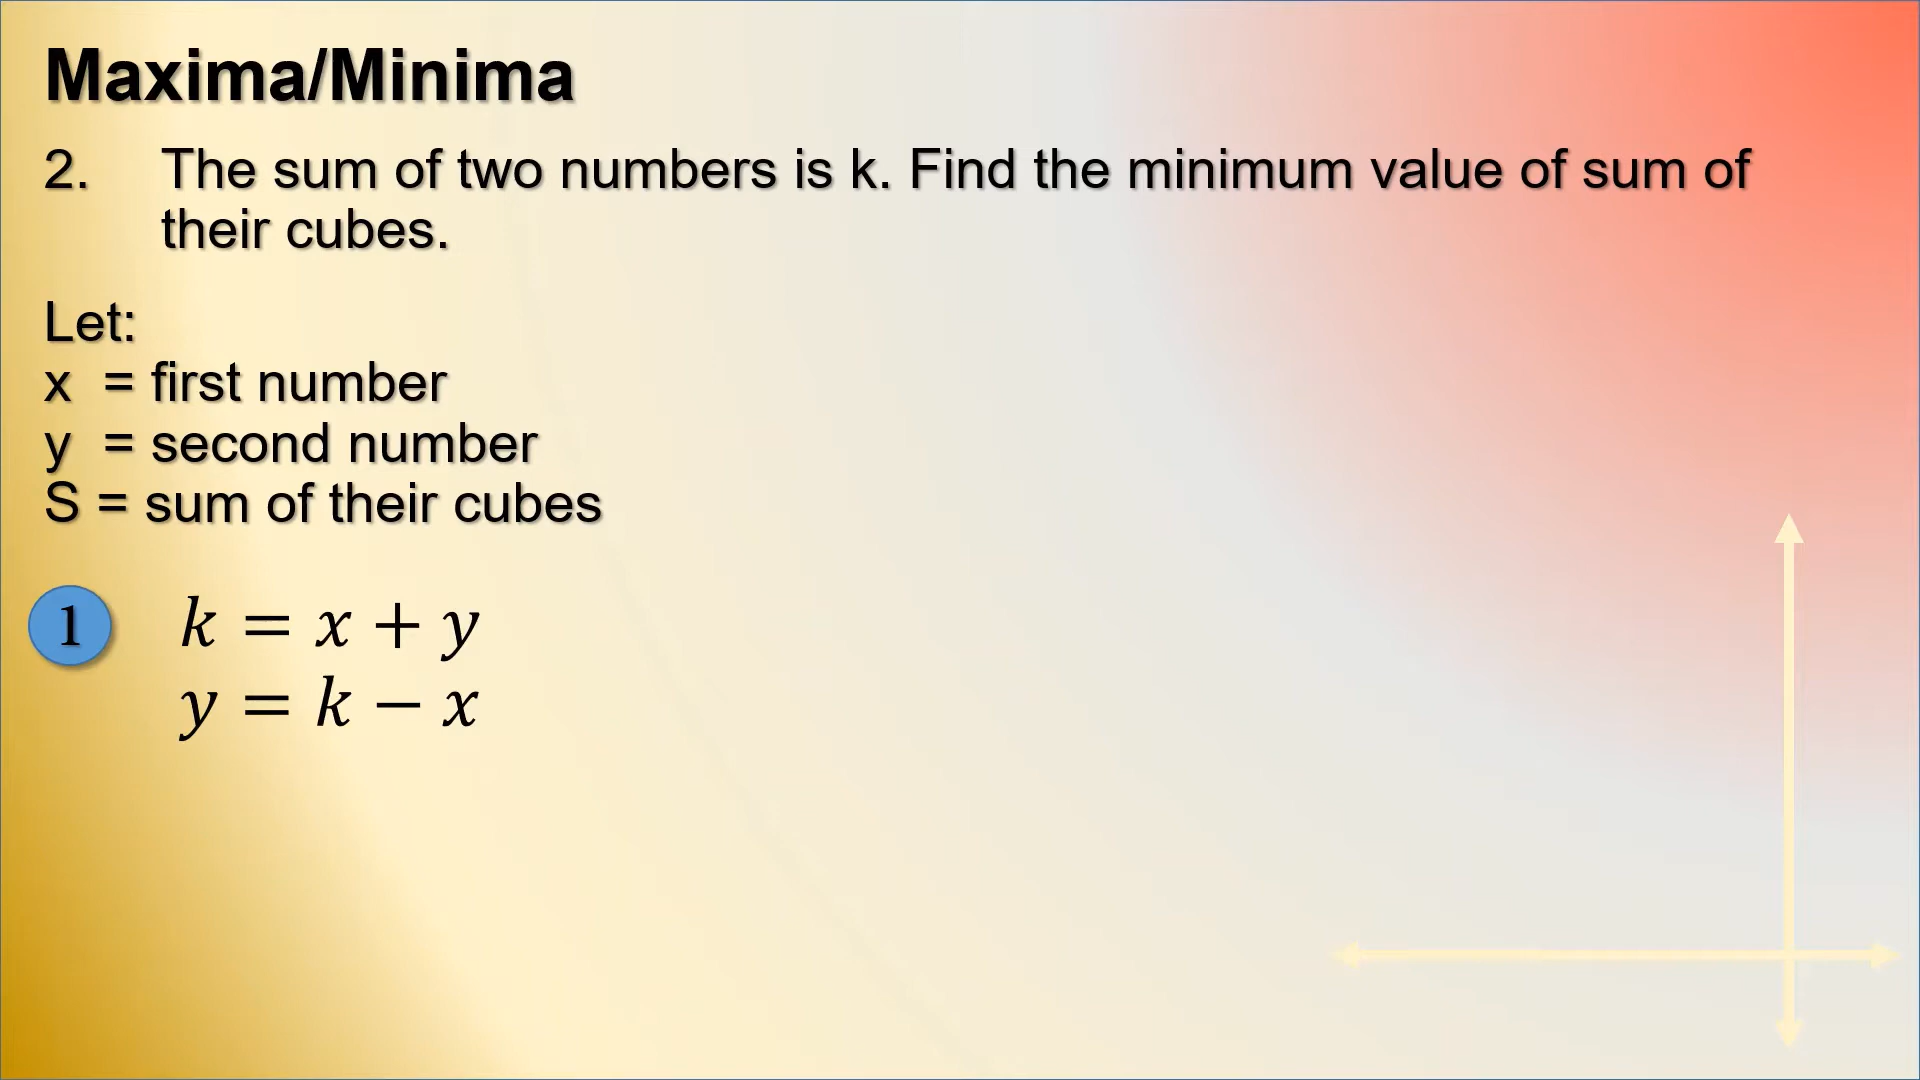 Maxima/Minima
2. The sum of two numbers is k. Find the minimum value of sum of
their cubes.
Let:
x = first number
y = second number
S = sum of their cubes
1 k = x + y
y = k − x